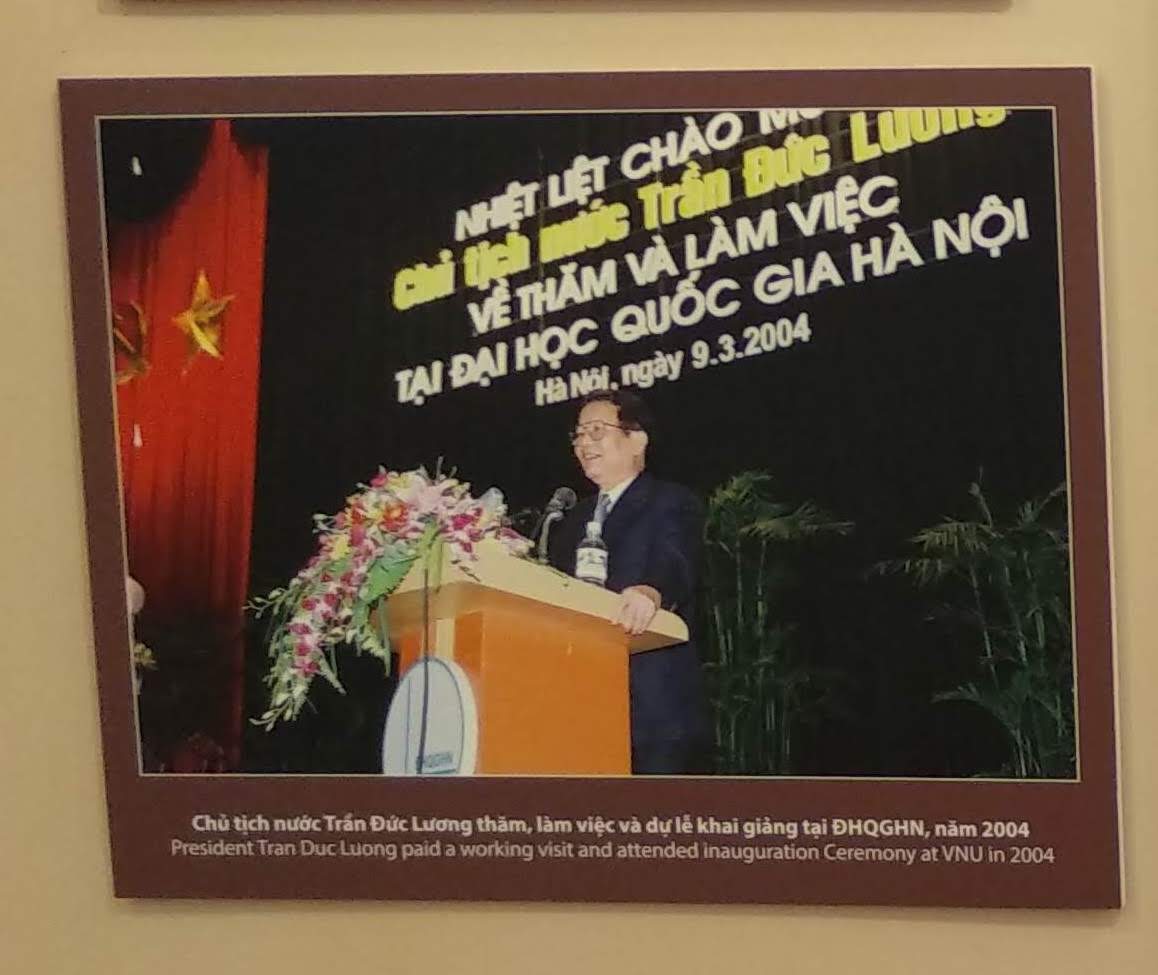 NHIỆT LIỆT CHÀO
Chủ tịch nước Trần Đức Lương
VỀ THĂM VÀ LÀM VIỆC
TẠI ĐẠI HỌC QUỐC GIA HÀ NỘI
Hà Nội, ngày 9.3.2004
ĐHQGHN
Chủ tịch nước Trần Đức Lương thăm, làm việc và dự lễ khai giảng tại ĐHQGHN, năm 2004
President Tran Duc Luong paid a working visit and attended inauguration Ceremony at VNU in 2004